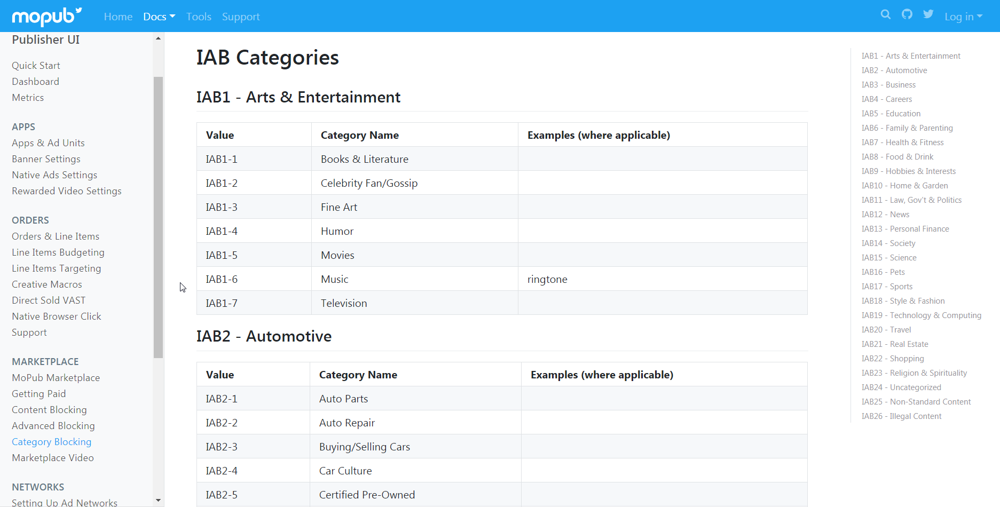 mopub
Home Docs Tools Support
Log in
Publisher UI
Quick Start
Dashboard
Metrics
APPS
Apps & Ad Units
Banner Settings
Native Ads Settings
Rewarded Video Settings
ORDERS
Orders & Line Items
Line Items Budgeting
Line Items Targeting
Creative Macros
Direct Sold VAST
Native Browser Click
Support
MARKETPLACE
MoPub Marketplace
Getting Paid
Content Blocking
Advanced Blocking
Category Blocking
Marketplace Video
NETWORKS
Setting Up Ad Networks
IAB Categories
IAB1 - Arts & Entertainment
Value Category Name Examples (where applicable)
IAB1-1 Books & Literature
IAB1-2 Celebrity Fan/Gossip
IAB1-3 Fine Art
IAB1-4 Humor
IAB1-5 Movies
IAB1-6 Music ringtone
IAB1-7 Television
IAB2 - Automotive
Value Category Name Examples (where applicable)
IAB2-1 Auto Parts
IAB2-2 Auto Repair
IAB2-3 Buying/Selling Cars
IAB2-4 Car Culture
IAB2-5 Certified Pre-Owned
IAB1 - Arts & Entertainment
IAB2 - Automotive
IAB3 - Business
IAB4 - Careers
IAB5 - Education
IAB6 - Family & Parenting
IAB7 - Health & Fitness
IAB8 - Food & Drink
IAB9 - Hobbies & Interests
IAB10 - Home & Garden
IAB11 - Law, Gov’t & Politics
IAB12 - News
IAB13 - Personal Finance
IAB14 - Society
IAB15 - Science
IAB16 - Pets
IAB17 - Sports
IAB18 - Style & Fashion
IAB19 - Technology & Computing
IAB20 - Travel
IAB21 - Real Estate
IAB22 - Shopping
IAB23 - Religion & Spirituality
IAB24 - Uncategorized
IAB25 - Non-Standard Content
IAB26 - Illegal Content